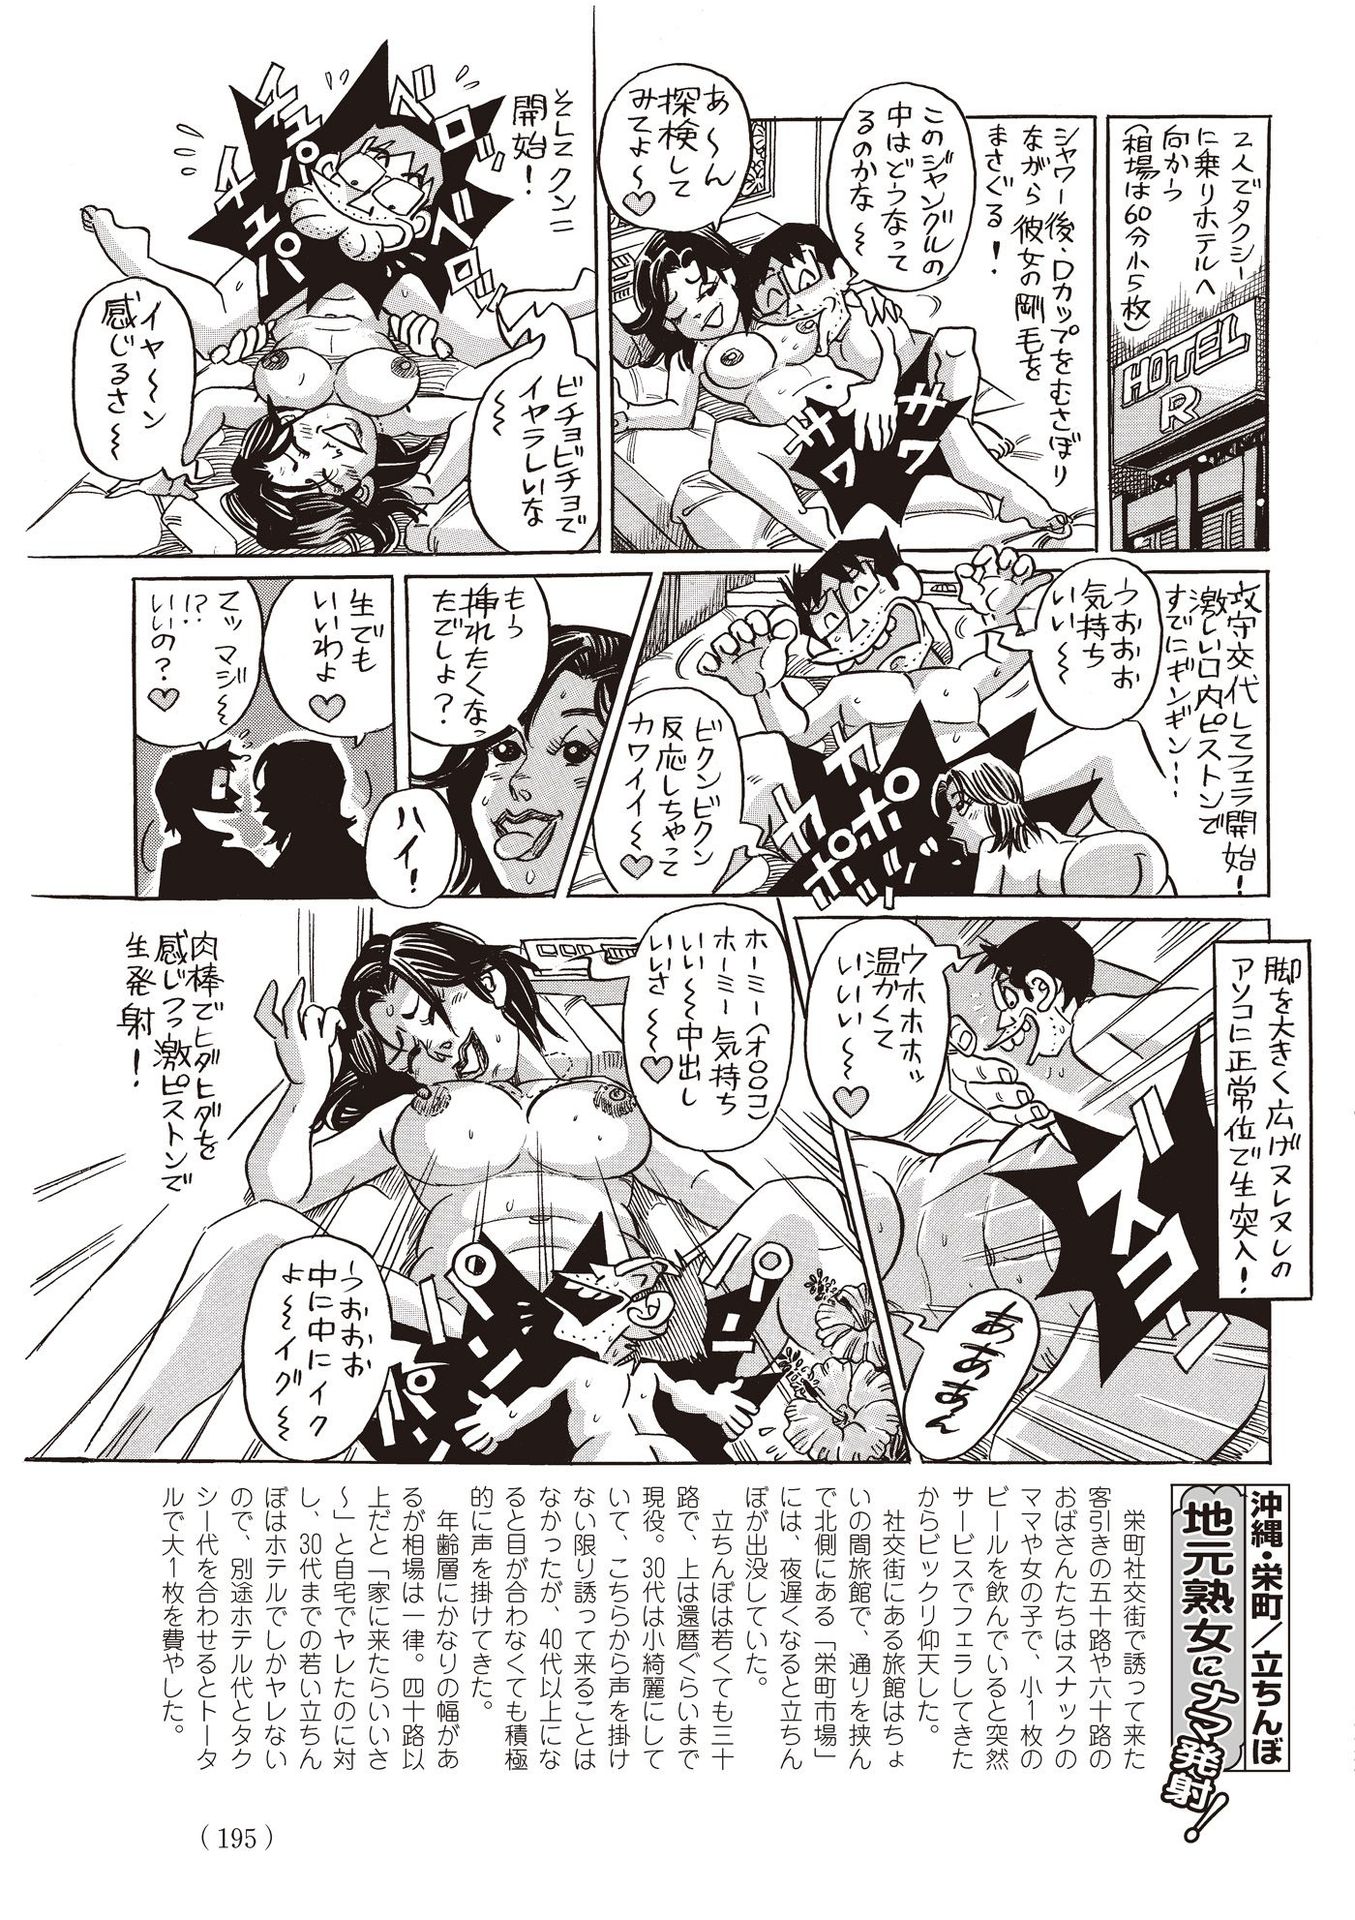 2人でタクシー
に乗りホテルへ
向かう
(相場は60分小5枚)
HOTEL
R
シャワー後・Dカップをむさぼり
ながら彼女の剛毛を
まさぐる!
このジャングルの
中はどうなって
るのかな〜
あ〜ん
探検して
みてよ〜♥
サワ
サワ
そしてクンニ
開始!
ベロ
ベロ
チュパ!
チュパ!
ビチョビチョで
イヤラしいな
〜
イヤ〜ン
感じるさ〜
攻守交代してフェラ開始!
激しい口内ピストンで
すでにギンギン…
うおおお
気持ち
いい〜
ビクンビクン
反応しちゃって
カワイイ〜♥
もう
挿れたくなっ
たでしょ?
ハイ!
生でも
いいわよ
♥
てッ マジ〜
!?
いいの?♥
脚を大きく広げヌレヌレの
アソコに正常位で生突入!
ウホホホッ
温かくて
いいい〜
♥
ズコッ!!
ああああん
ホーミー(オ○○コ)
ホーミー気持ち
いい〜中出し
いいさ〜♥
肉棒でヒダヒダを
感じつつ激ピストンで
生発射!
パン
パン
パーン
うおおお
中に中にイク
よ〜イグ〜
沖縄・栄町/立ちんぼ
地元熟女にナマ発射!
栄町社交街で誘って来た
客引きの五十路や六十路の
おばさんたちはスナックの
ママや女の子で、小1枚の
ビールを飲んでいると突然
サービスでフェラしてきた
からビックリ仰天した。
社交街にある旅館はちょ
いの間旅館で、通りを挟ん
で北側にある「栄町市場」
には、夜遅くなると立ちん
ぼが出没していた。
立ちんぼは若くても三十
路で、上は還暦ぐらいまで
現役。30代は小綺麗にして
いて、こちらから声を掛け
ない限り誘って来ることは
なかったが、40代以上にな
ると目が合わなくても積極
的に声を掛けてきた。
年齢層にかなりの幅があ
るが相場は一律。四十路以
上だと「家に来たらいいさ
〜」と自宅でヤレたのに対
し、30代までの若い立ちん
ぼはホテルでしかヤレない
ので、別途ホテル代とタク
シー代を合わせるとトータ
ルで大1枚を費やした。
(195)